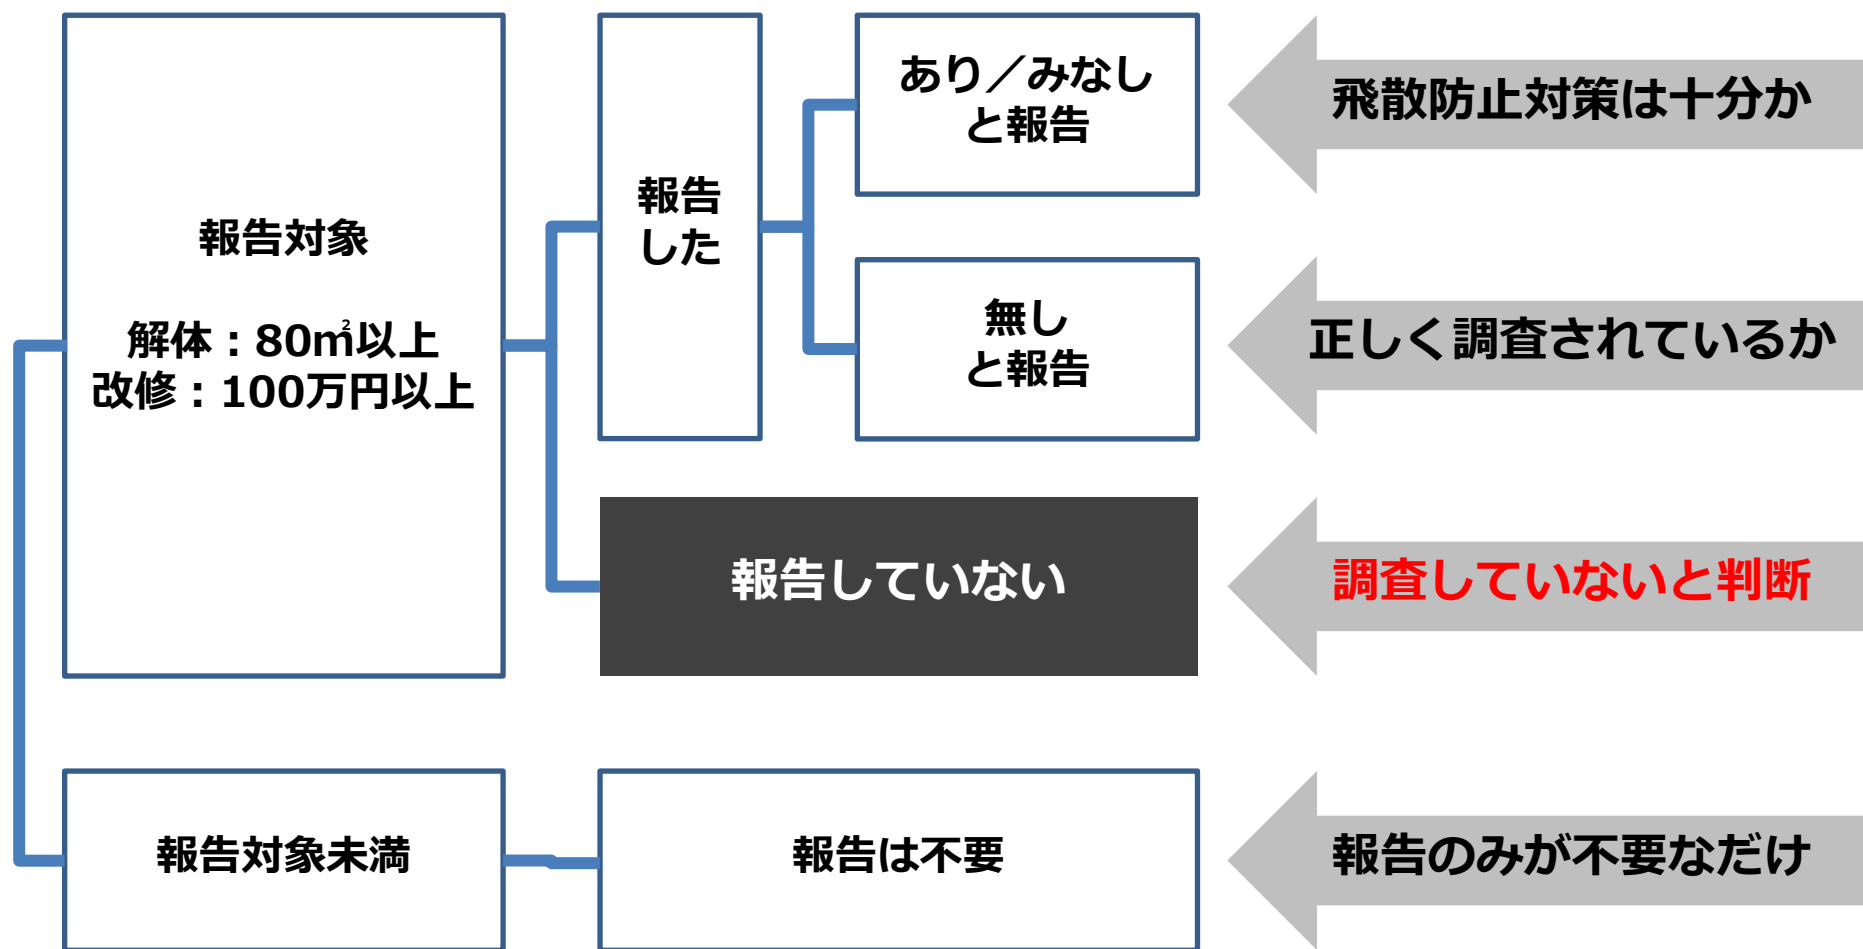 報告対象
解体：80㎡以上
改修：100万円以上
報告
した
あり／みなし
と報告
飛散防止対策は十分か
無し
と報告
正しく調査されているか
報告していない
調査していないと判断
報告対象未満
報告は不要
報告のみが不要なだけ